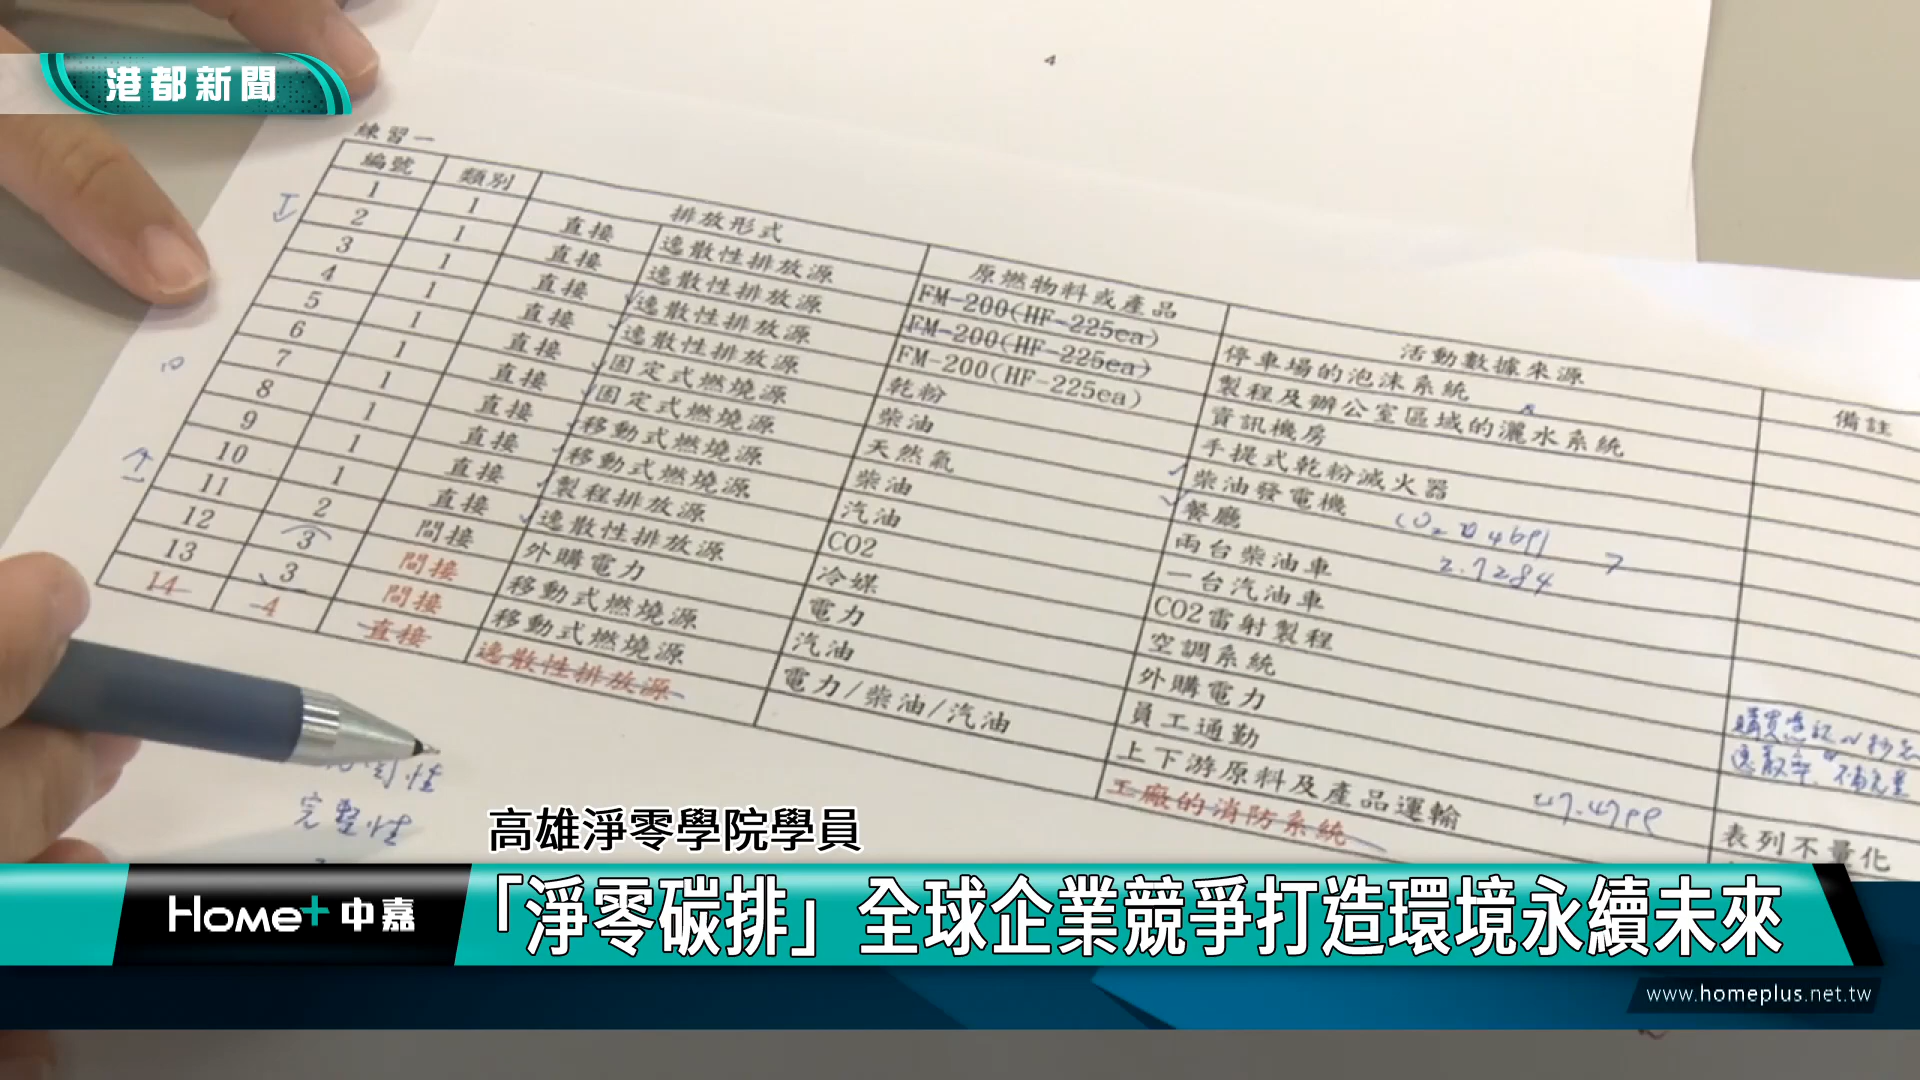 港都新聞
4
練習一
編號 類別 排放形式 原燃物料或產品 活動數據來源 備註
1 1 直接 逸散性排放源 FM-200(HF-225ea) 停車場的泡沫系統
2 1 直接 逸散性排放源 FM-200(HF-225ea) 製程及辦公室區域的灑水系統
3 1 直接 逸散性排放源 FM-200(HF-225ea) 資訊機房
4 1 直接 逸散性排放源 乾粉 手提式乾粉滅火器
5 1 直接 固定式燃燒源 柴油 柴油發電機
6 1 直接 固定式燃燒源 天然氣 餐廳
7 1 直接 移動式燃燒源 柴油 兩台柴油車 2.7284
8 1 直接 移動式燃燒源 汽油 一台汽油車
9 1 直接 製程排放源 CO2 CO2雷射製程
10 1 直接 逸散性排放源 冷媒 空調系統
11 2 間接 外購電力 電力 外購電力
12 3 間接 移動式燃燒源 汽油 員工通勤
13 3 間接 移動式燃燒源 電力/柴油/汽油 上下游原料及產品運輸 表列不量化
14 4 直接 逸散性排放源 工廠的消防系統
完整性
高雄淨零學院學員
Home+中嘉
「淨零碳排」全球企業競爭打造環境永續未來
www.homeplus.net.tw